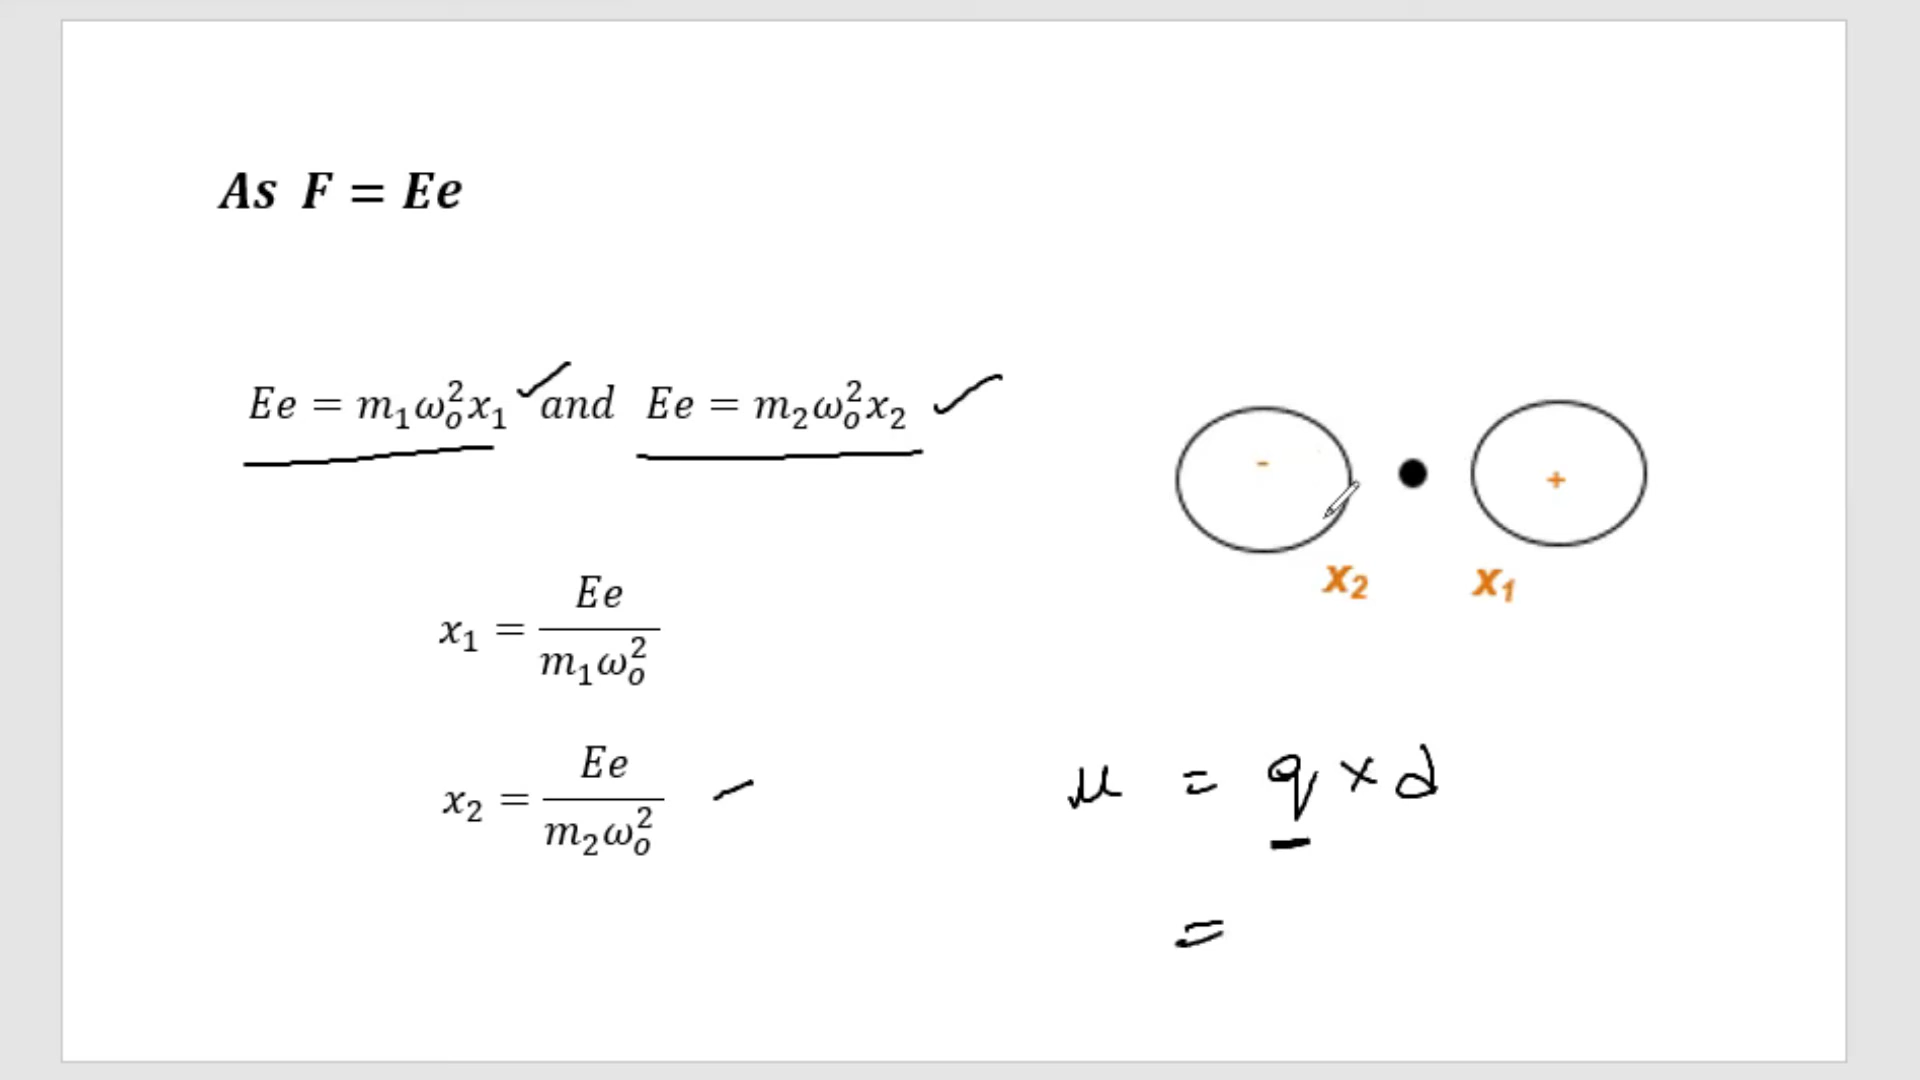 As F = Ee
Ee = m₁ω₀²x₁ and Ee = m₂ω₀²x₂
- +
x₂ x₁
x₁ = Ee / m₁ω₀²
x₂ = Ee / m₂ω₀²
μ = q × d
=